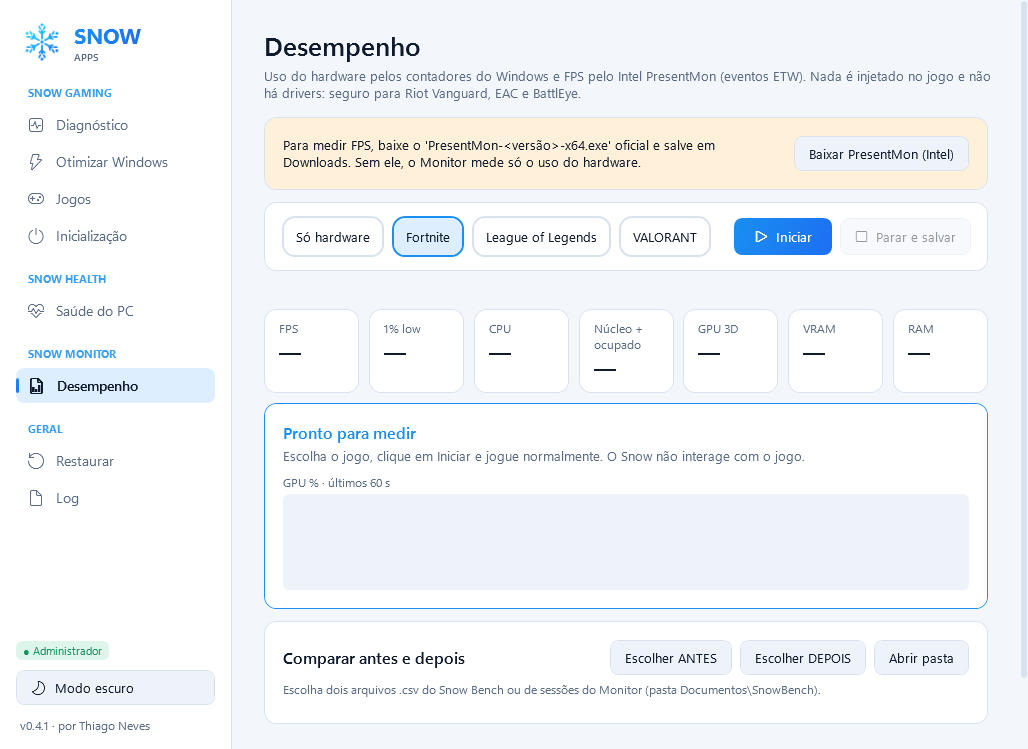 SNOW
APPS
SNOW GAMING
Diagnóstico
Otimizar Windows
Jogos
Inicialização
SNOW HEALTH
Saúde do PC
SNOW MONITOR
Desempenho
GERAL
Restaurar
Log
● Administrador
Modo escuro
v0.4.1 · por Thiago Neves
Desempenho
Uso do hardware pelos contadores do Windows e FPS pelo Intel PresentMon (eventos ETW). Nada é injetado no jogo e não
há drivers: seguro para Riot Vanguard, EAC e BattlEye.
Para medir FPS, baixe o 'PresentMon-<versão>-x64.exe' oficial e salve em
Downloads. Sem ele, o Monitor mede só o uso do hardware.
Baixar PresentMon (Intel)
Só hardware
Fortnite
League of Legends
VALORANT
Iniciar
Parar e salvar
FPS
—
1% low
—
CPU
—
Núcleo +
ocupado
—
GPU 3D
—
VRAM
—
RAM
—
Pronto para medir
Escolha o jogo, clique em Iniciar e jogue normalmente. O Snow não interage com o jogo.
GPU % · últimos 60 s
Comparar antes e depois
Escolher ANTES
Escolher DEPOIS
Abrir pasta
Escolha dois arquivos .csv do Snow Bench ou de sessões do Monitor (pasta Documentos\SnowBench).